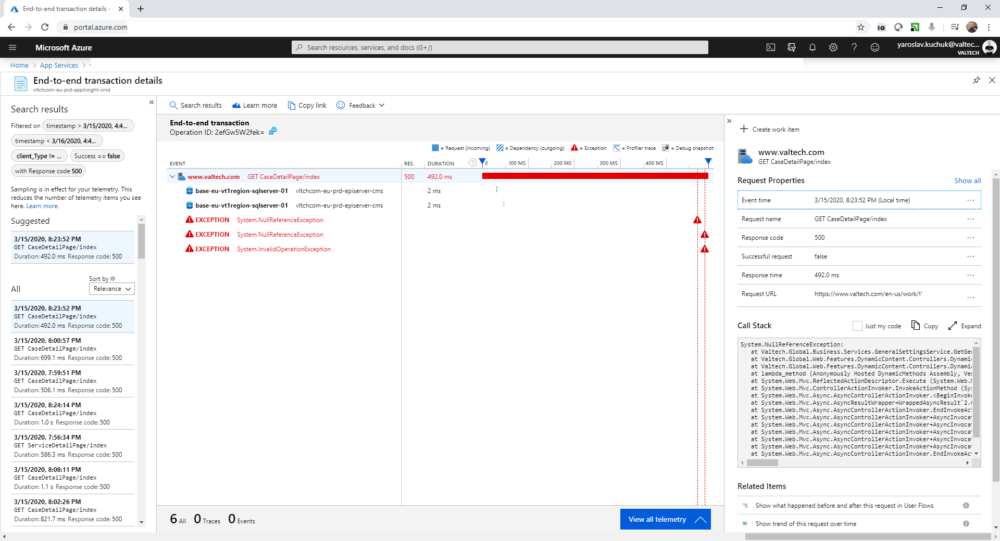 End-to-end transaction details -
portal.azure.com
Microsoft Azure
Search resources, services, and docs (G+/)
yaroslav.kuchuk@valtec...
VALTECH
Home > App Services >
End-to-end transaction details
vltchcom-eu-prd-appinsight-cmd
Search results
Filtered on timestamp > 3/15/2020, 4:4...
timestamp < 3/16/2020, 4:4...
client_Type != ... Success == false
with Response code 500
Sampling is in effect for your telemetry. This
reduces the number of telemetry items you see
here. Learn more.
Suggested
3/15/2020, 8:23:52 PM
GET CaseDetailPage/index
Duration: 492.0 ms Response code: 500
Sort by
All
Relevance
3/15/2020, 8:23:52 PM
GET CaseDetailPage/index
Duration: 492.0 ms Response code: 500
3/15/2020, 8:00:57 PM
GET CaseDetailPage/index
Duration: 699.1 ms Response code: 500
3/15/2020, 7:59:51 PM
GET CaseDetailPage/index
Duration: 506.1 ms Response code: 500
3/15/2020, 8:24:14 PM
GET CaseDetailPage/index
Duration: 1.0 s Response code: 500
3/15/2020, 7:56:34 PM
GET ServiceDetailPage/index
Duration: 586.3 ms Response code: 500
3/15/2020, 8:08:11 PM
GET CaseDetailPage/index
Duration: 1.1 s Response code: 500
3/15/2020, 8:02:26 PM
GET CaseDetailPage/index
Duration: 821.7 ms Response code: 500
Search results Learn more Copy link Feedback
End-to-end transaction
Operation ID: 2efGw5W2fek=
= Request (incoming) = Dependency (outgoing) = Exception = Profiler trace = Debug snapshot
EVENT RES. DURATION 0 100 MS 200 MS 300 MS 400 MS
www.valtech.com GET CaseDetailPage/index 500 492.0 ms
base-eu-vt1region-sqlserver-01 vltchcom-eu-prd-episerver-cms 2 ms
base-eu-vt1region-sqlserver-01 vltchcom-eu-prd-episerver-cms 2 ms
EXCEPTION System.NullReferenceException
EXCEPTION System.NullReferenceException
EXCEPTION System.InvalidOperationException
6 All 0 Traces 0 Events
View all telemetry
Create work item
www.valtech.com
GET CaseDetailPage/index
Request Properties Show all
Event time 3/15/2020, 8:23:52 PM (Local time) ...
Request name GET CaseDetailPage/index ...
Response code 500 ...
Successful request false ...
Response time 492.0 ms ...
Request URL https://www.valtech.com/en-us/work/t' ...
Call Stack Just my code Copy Expand
System.NullReferenceException:
at Valtech.Global.Business.Services.GeneralSettingsService.GetGe
at Valtech.Global.Web.Features.DynamicContent.Controllers.Dynami
at Valtech.Global.Web.Features.DynamicContent.Controllers.Dynami
at lambda_method (Anonymously Hosted DynamicMethods Assembly, Ve
at System.Web.Mvc.ReflectedActionDescriptor.Execute (System.Web.
at System.Web.Mvc.ControllerActionInvoker.InvokeActionMethod (Sy
at System.Web.Mvc.Async.AsyncControllerActionInvoker.<BeginInvoke
at System.Web.Mvc.Async.AsyncResultWrapper+WrappedAsyncResult`2.
at System.Web.Mvc.Async.AsyncControllerActionInvoker.EndInvokeAc
at System.Web.Mvc.Async.AsyncControllerActionInvoker+AsyncInvoca
at System.Web.Mvc.Async.AsyncControllerActionInvoker+AsyncInvoca
at System.Web.Mvc.Async.AsyncControllerActionInvoker+AsyncInvoca
at System.Web.Mvc.Async.AsyncControllerActionInvoker+AsyncInvoca
at System.Web.Mvc.Async.AsyncControllerActionInvoker+AsyncInvoca
at System.Web.Mvc.Async.AsyncControllerActionInvoker.EndInvokeAc
Related Items
Show what happened before and after this request in User Flows
Show trend of this request over time